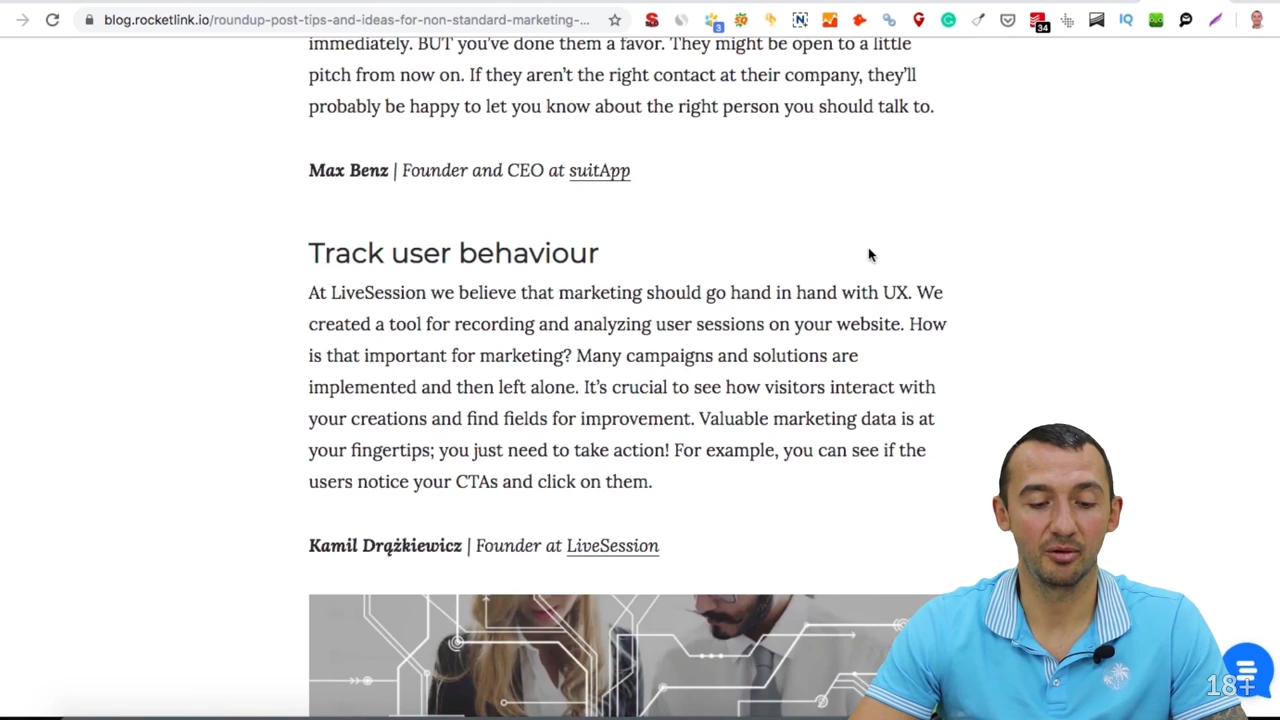 blog.rocketlink.io/roundup-post-tips-and-ideas-for-non-standard-marketing-...
3
34
immediately. BUT you’ve done them a favor. They might be open to a little
pitch from now on. If they aren’t the right contact at their company, they’ll
probably be happy to let you know about the right person you should talk to.
Max Benz | Founder and CEO at suitApp
Track user behaviour
At LiveSession we believe that marketing should go hand in hand with UX. We
created a tool for recording and analyzing user sessions on your website. How
is that important for marketing? Many campaigns and solutions are
implemented and then left alone. It’s crucial to see how visitors interact with
your creations and find fields for improvement. Valuable marketing data is at
your fingertips; you just need to take action! For example, you can see if the
users notice your CTAs and click on them.
Kamil Drążkiewicz | Founder at LiveSession
18+